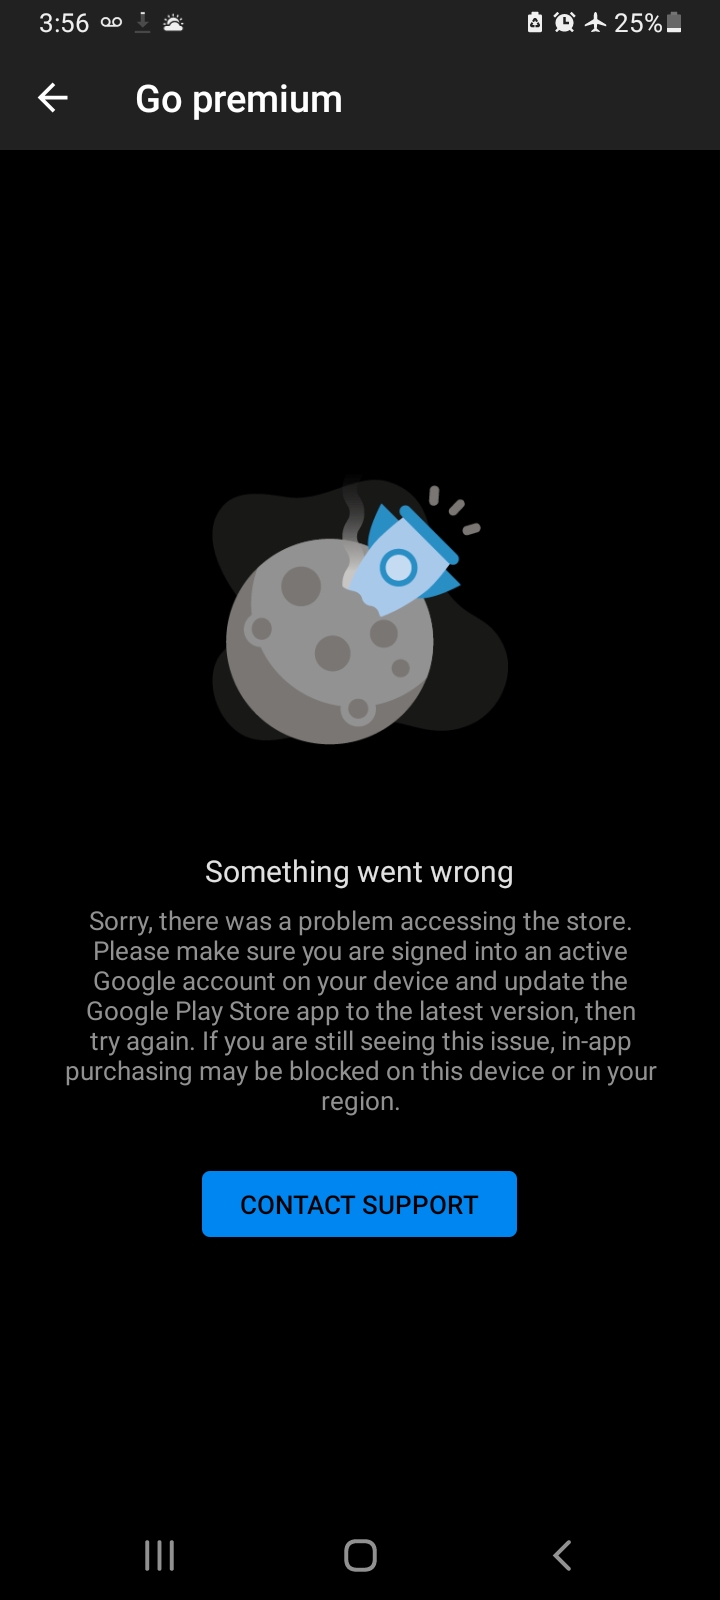 3:56 25%
Go premium
Something went wrong
Sorry, there was a problem accessing the store.
Please make sure you are signed into an active
Google account on your device and update the
Google Play Store app to the latest version, then
try again. If you are still seeing this issue, in-app
purchasing may be blocked on this device or in your
region.
CONTACT SUPPORT